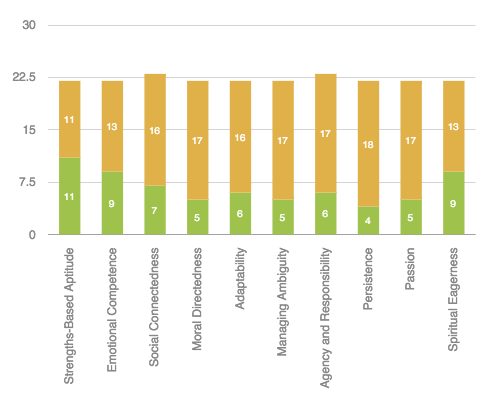 30
22.5
15
7.5
0
11
13
16
17
16
17
17
18
17
13
11
9
7
5
6
5
6
4
5
9
Strengths-Based Aptitude
Emotional Competence
Social Connectedness
Moral Directedness
Adaptability
Managing Ambiguity
Agency and Responsibility
Persistence
Passion
Spiritual Eagerness